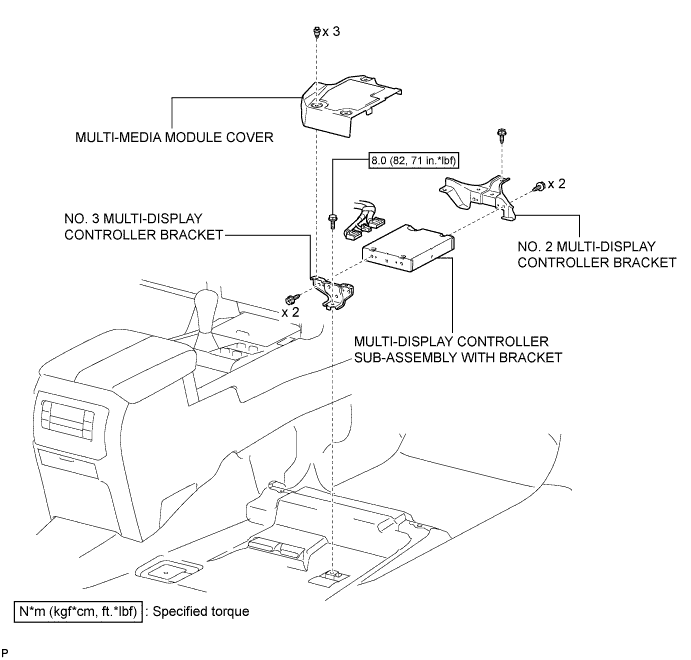 x 3
MULTI-MEDIA MODULE COVER
8.0 (82, 71 in.*lbf)
x 2
NO. 3 MULTI-DISPLAY
CONTROLLER BRACKET
NO. 2 MULTI-DISPLAY
CONTROLLER BRACKET
x 2
MULTI-DISPLAY CONTROLLER
SUB-ASSEMBLY WITH BRACKET
N*m (kgf*cm, ft.*lbf) : Specified torque
P